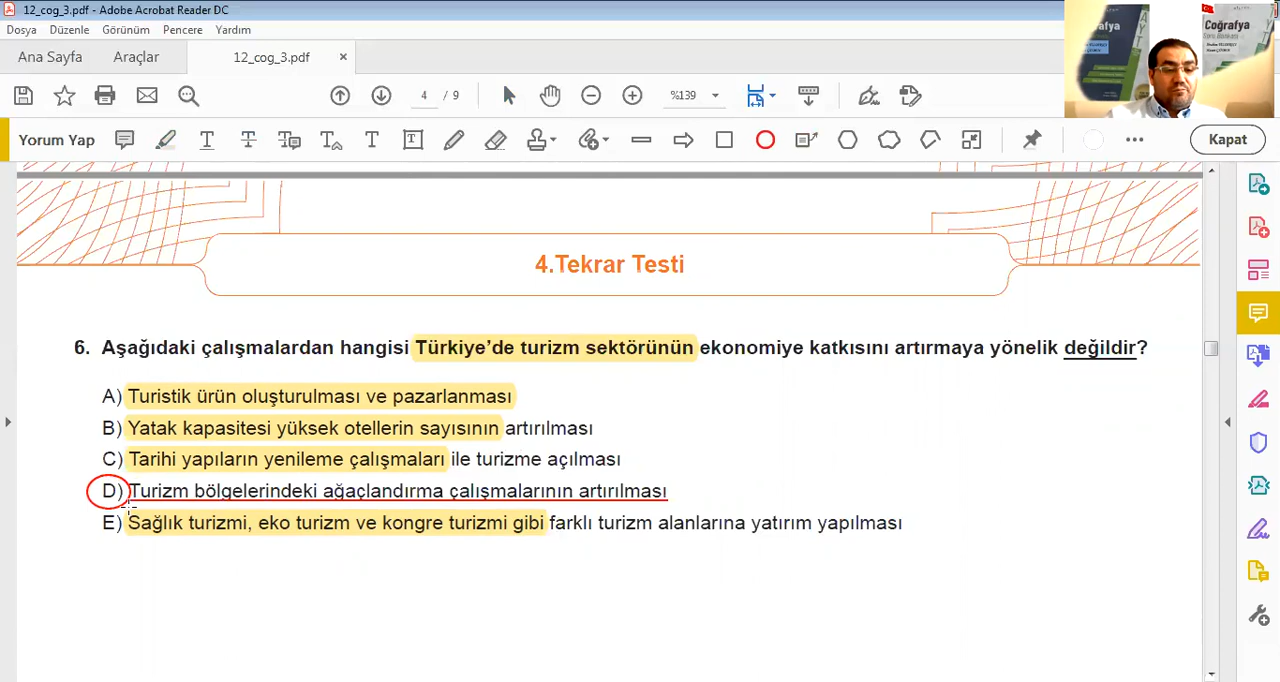 12_cog_3.pdf - Adobe Acrobat Reader DC
Dosya Düzenle Görünüm Pencere Yardım
Ana Sayfa Araçlar 12_cog_3.pdf ×
4 / 9 %139
Yorum Yap Kapat
Coğrafya
4.Tekrar Testi
6. Aşağıdaki çalışmalardan hangisi Türkiye’de turizm sektörünün ekonomiye katkısını artırmaya yönelik değildir?
A) Turistik ürün oluşturulması ve pazarlanması
B) Yatak kapasitesi yüksek otellerin sayısının artırılması
C) Tarihi yapıların yenileme çalışmaları ile turizme açılması
D) Turizm bölgelerindeki ağaçlandırma çalışmalarının artırılması
E) Sağlık turizmi, eko turizm ve kongre turizmi gibi farklı turizm alanlarına yatırım yapılması